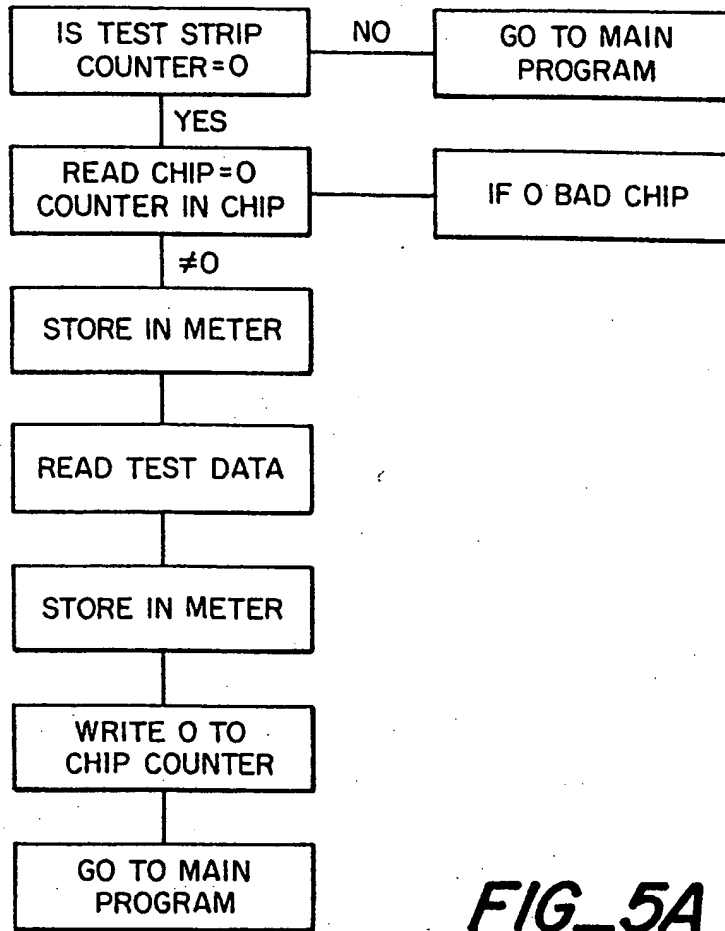 IS TEST STRIP
COUNTER=0
NO
GO TO MAIN
PROGRAM
YES
READ CHIP=0
COUNTER IN CHIP
IF 0 BAD CHIP
≠0
STORE IN METER
READ TEST DATA
STORE IN METER
WRITE 0 TO
CHIP COUNTER
GO TO MAIN
PROGRAM
FIG_5A